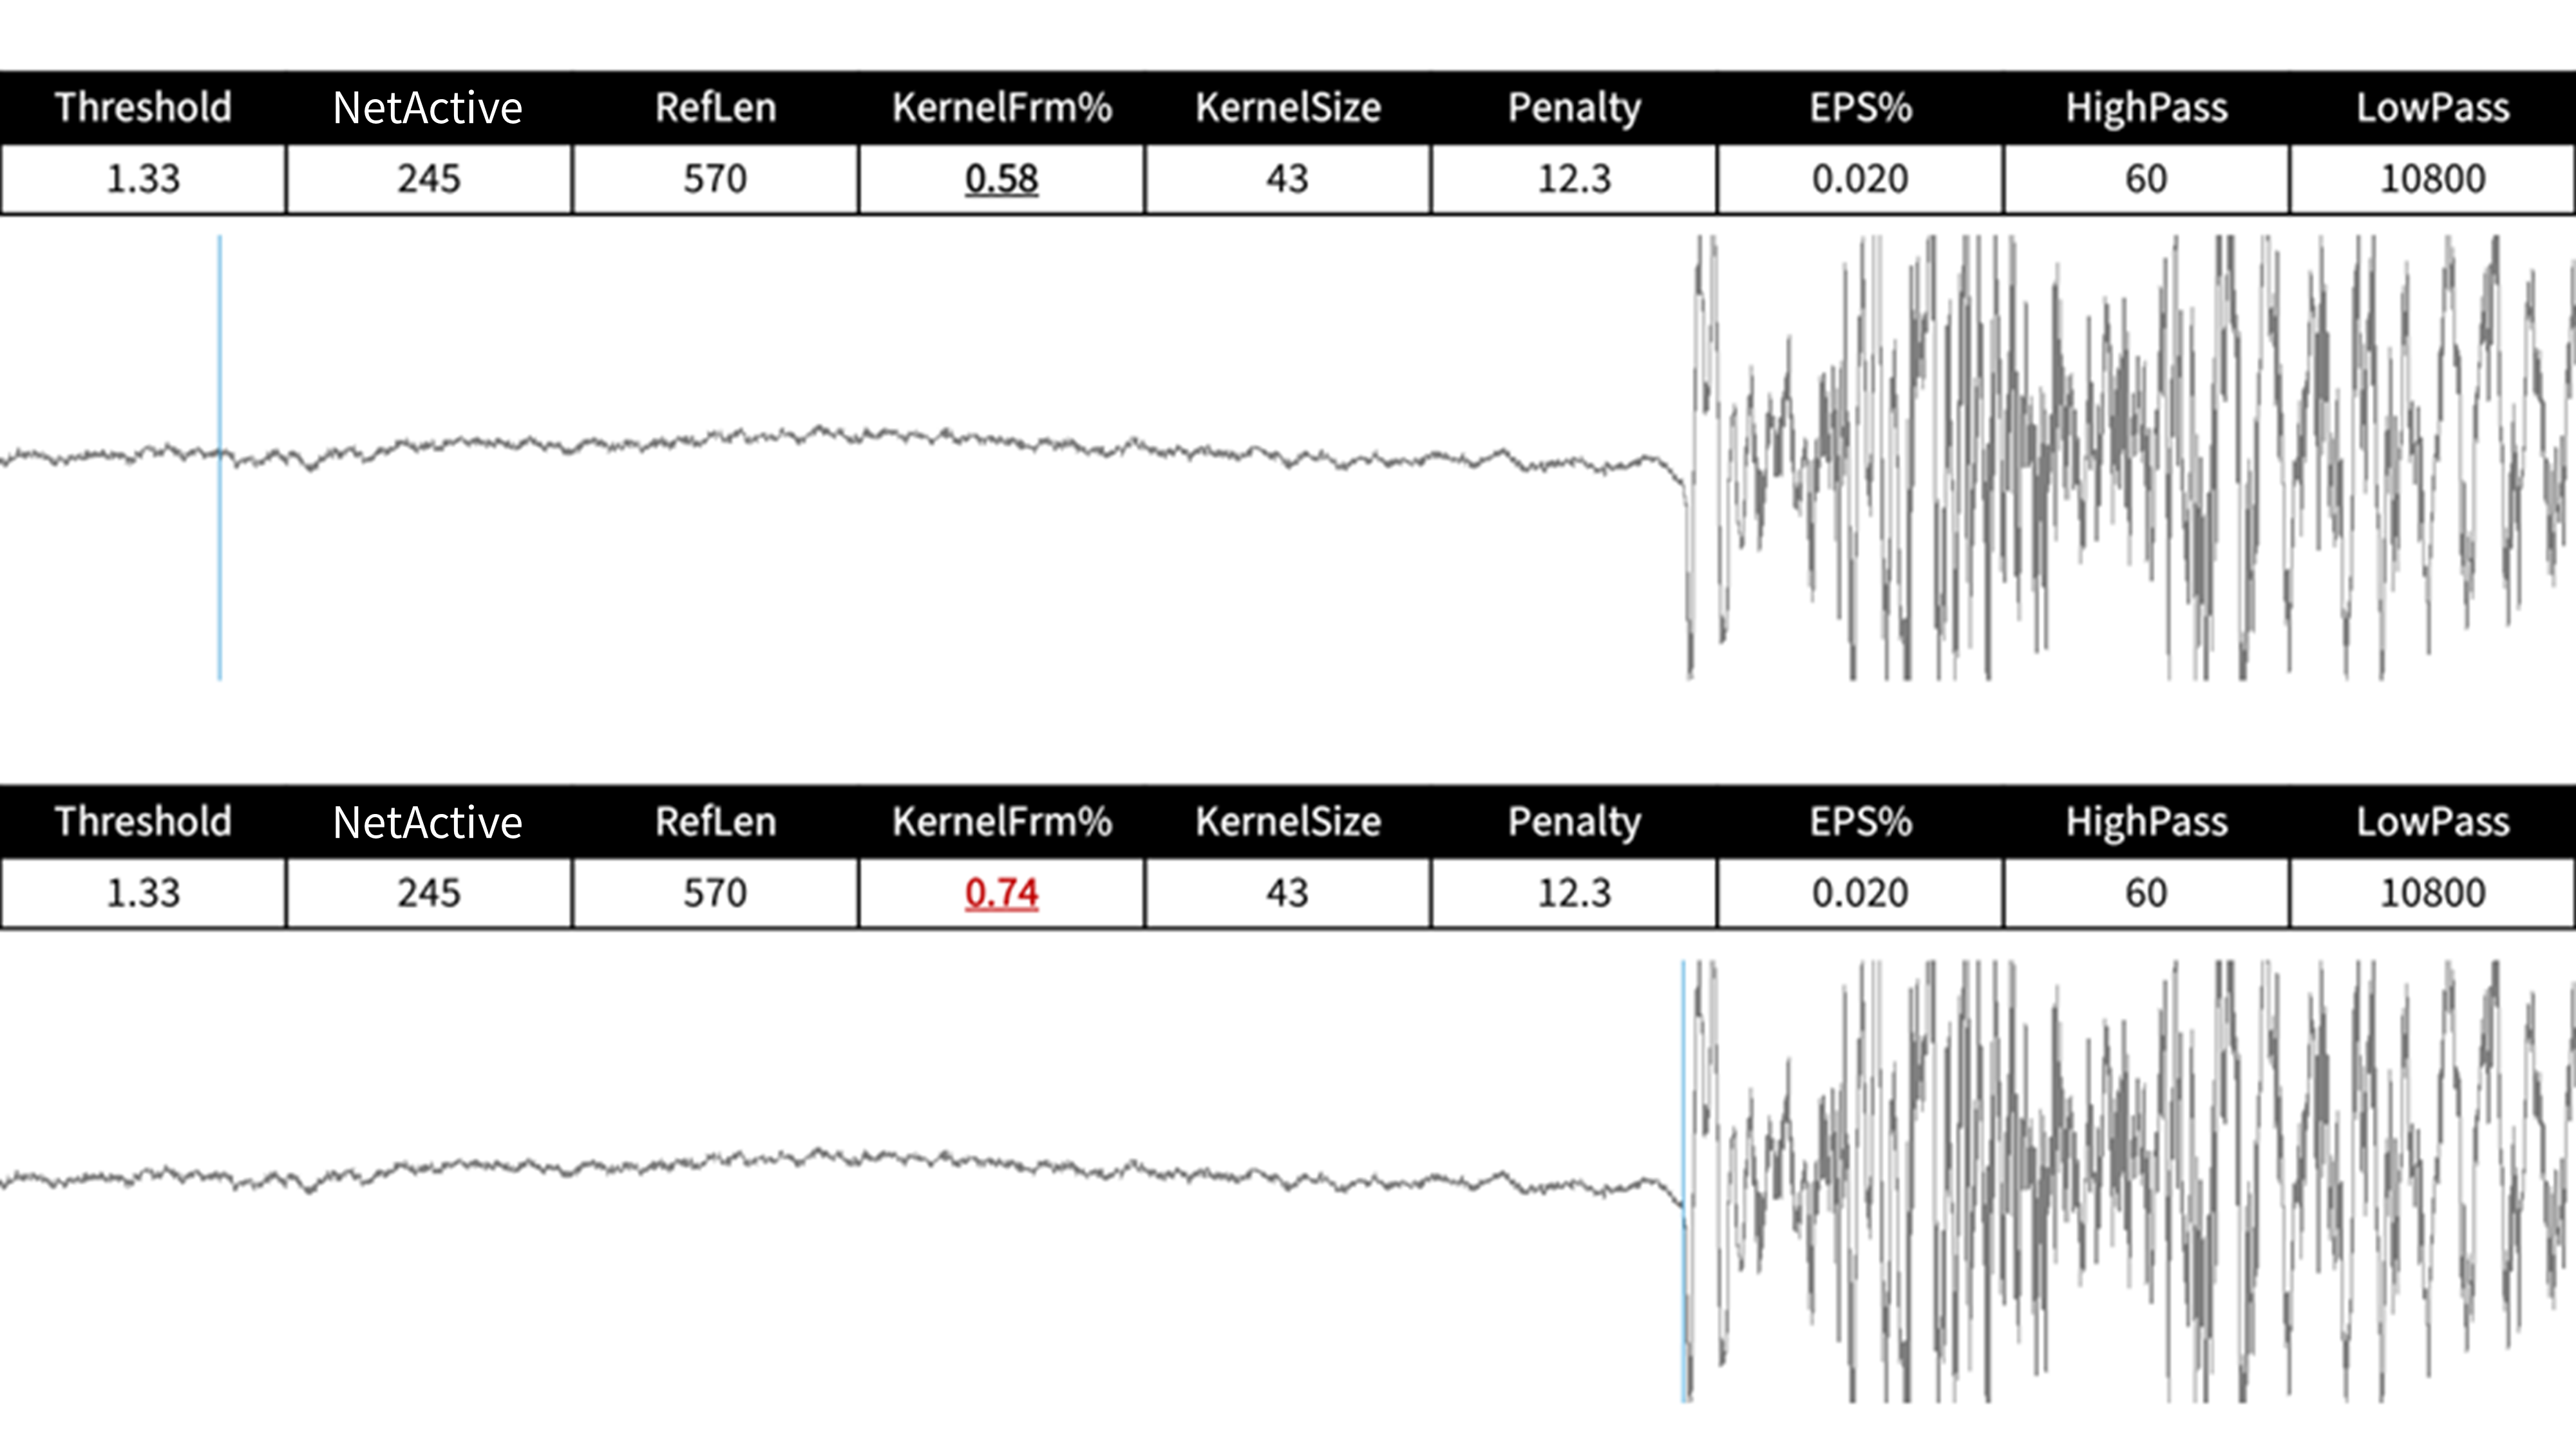 Threshold NetActive RefLen KernelFrm% KernelSize Penalty EPS% HighPass LowPass
1.33 245 570 0.58 43 12.3 0.020 60 10800
Threshold NetActive RefLen KernelFrm% KernelSize Penalty EPS% HighPass LowPass
1.33 245 570 0.74 43 12.3 0.020 60 10800